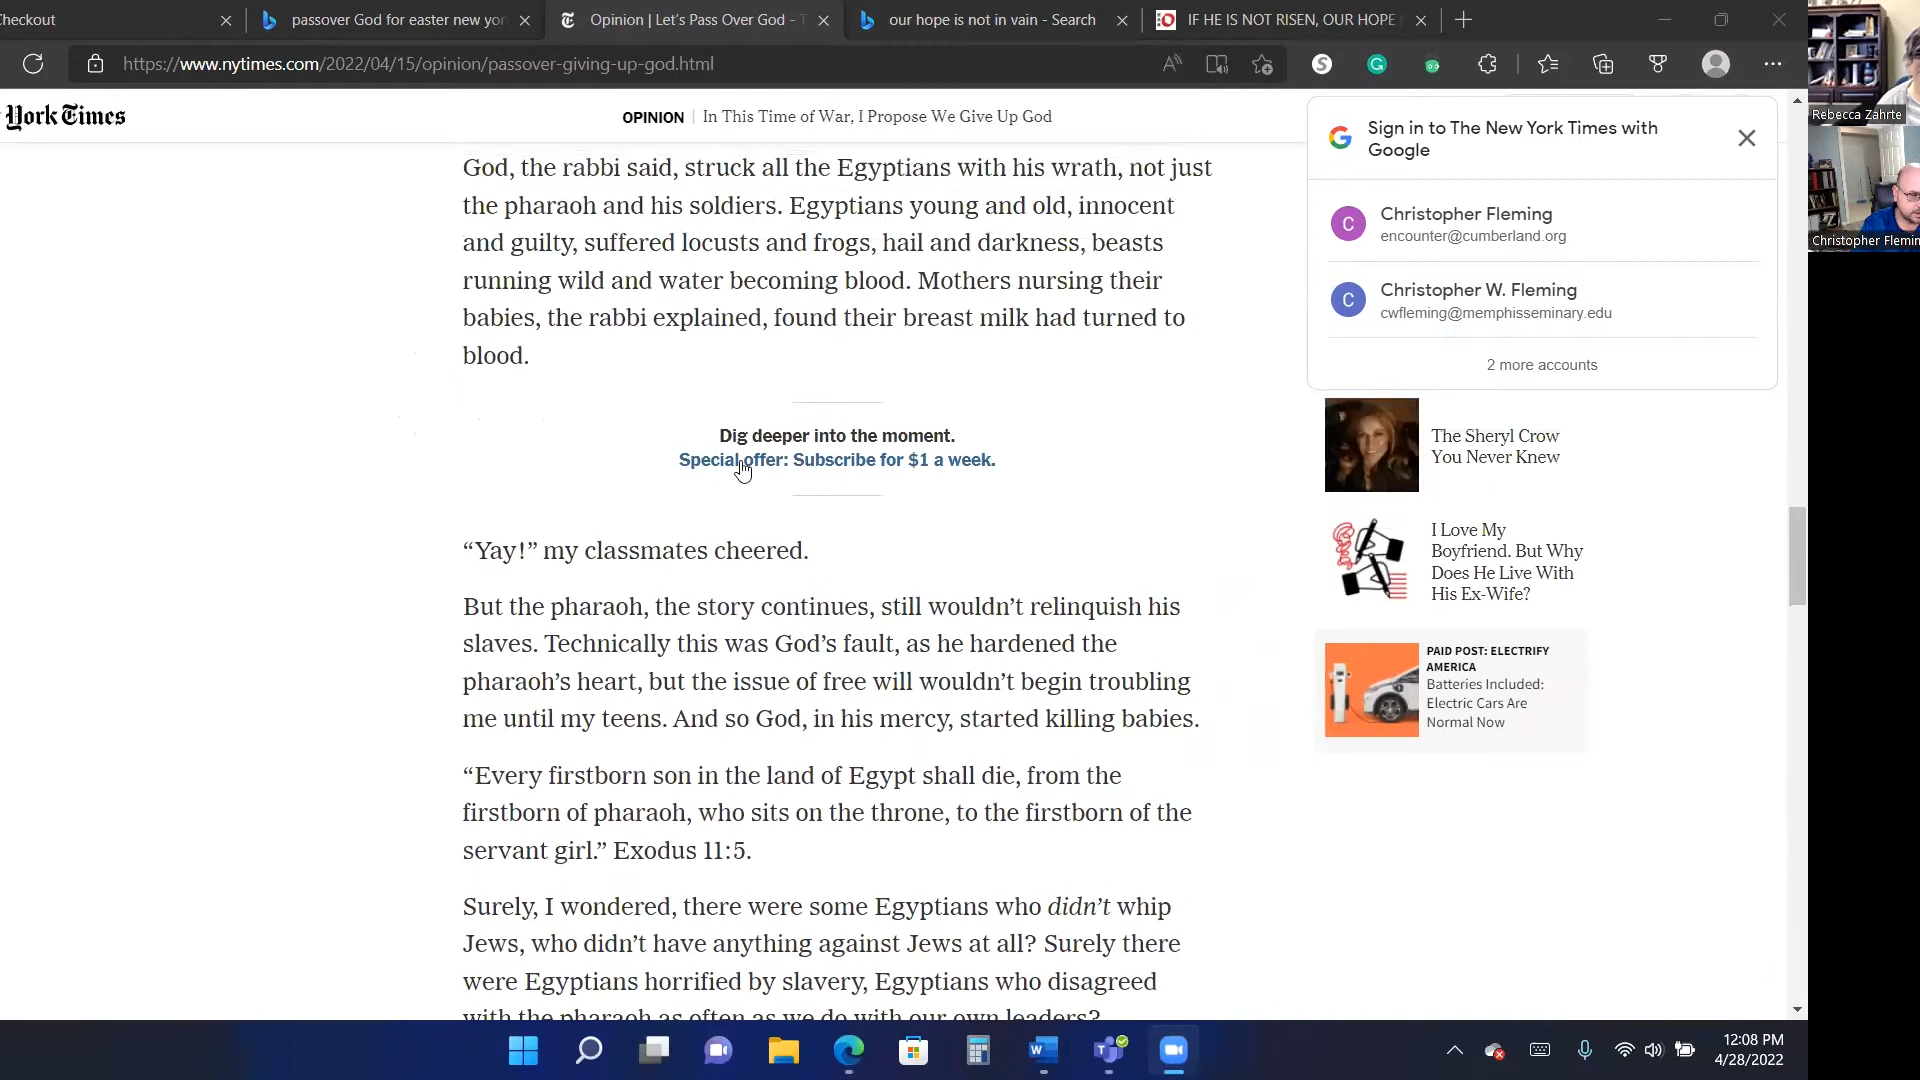 Checkout
passover God for easter new yor
Opinion | Let's Pass Over God - T
our hope is not in vain - Search
IF HE IS NOT RISEN, OUR HOPE
https://www.nytimes.com/2022/04/15/opinion/passover-giving-up-god.html
York Times
OPINION | In This Time of War, I Propose We Give Up God
God, the rabbi said, struck all the Egyptians with his wrath, not just
the pharaoh and his soldiers. Egyptians young and old, innocent
and guilty, suffered locusts and frogs, hail and darkness, beasts
running wild and water becoming blood. Mothers nursing their
babies, the rabbi explained, found their breast milk had turned to
blood.
Dig deeper into the moment.
Special offer: Subscribe for $1 a week.
“Yay!” my classmates cheered.
But the pharaoh, the story continues, still wouldn’t relinquish his
slaves. Technically this was God’s fault, as he hardened the
pharaoh’s heart, but the issue of free will wouldn’t begin troubling
me until my teens. And so God, in his mercy, started killing babies.
“Every firstborn son in the land of Egypt shall die, from the
firstborn of pharaoh, who sits on the throne, to the firstborn of the
servant girl.” Exodus 11:5.
Surely, I wondered, there were some Egyptians who didn’t whip
Jews, who didn’t have anything against Jews at all? Surely there
were Egyptians horrified by slavery, Egyptians who disagreed
with the pharaoh as often as we do with our own leaders?
Sign in to The New York Times with
Google
C
Christopher Fleming
encounter@cumberland.org
C
Christopher W. Fleming
cwfleming@memphisseminary.edu
2 more accounts
The Sheryl Crow
You Never Knew
I Love My
Boyfriend. But Why
Does He Live With
His Ex-Wife?
PAID POST: ELECTRIFY
AMERICA
Batteries Included:
Electric Cars Are
Normal Now
Rebecca Zahrte
Christopher Flemin
12:08 PM
4/28/2022